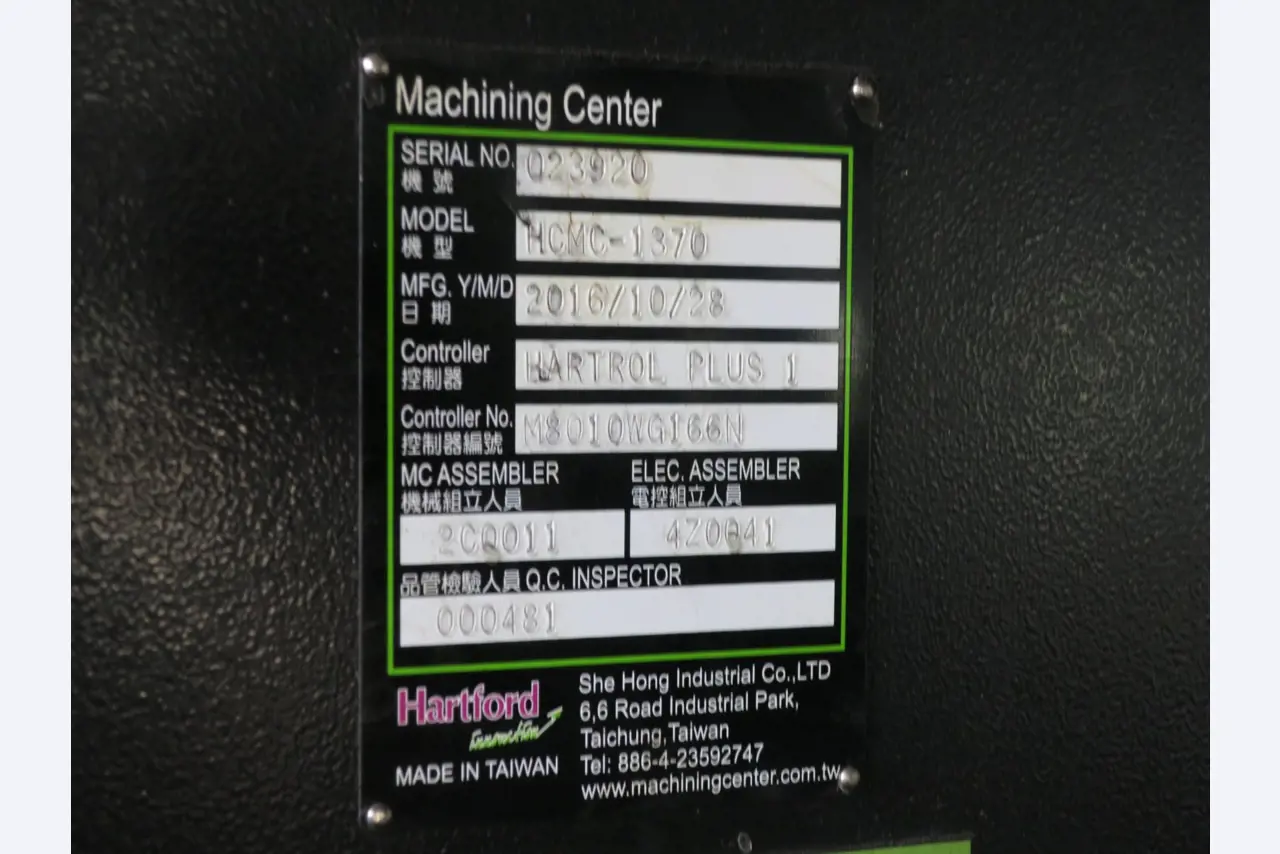 Machining Center
SERIAL NO. 023920
機 號
MODEL HCMC-1370
機 型
MFG. Y/M/D 2016/10/28
日 期
Controller HARTROL PLUS 1
控制器
Controller No. M8010WG166N
控制器編號
MC ASSEMBLER ELEC. ASSEMBLER
機械組立人員 電控組立人員
2C0011 4Z0041
品管檢驗人員 Q.C. INSPECTOR
000481
Hartford She Hong Industrial Co.,LTD
innovation 6,6 Road Industrial Park,
Taichung,Taiwan
MADE IN TAIWAN Tel: 886-4-23592747
www.machiningcenter.com.tw